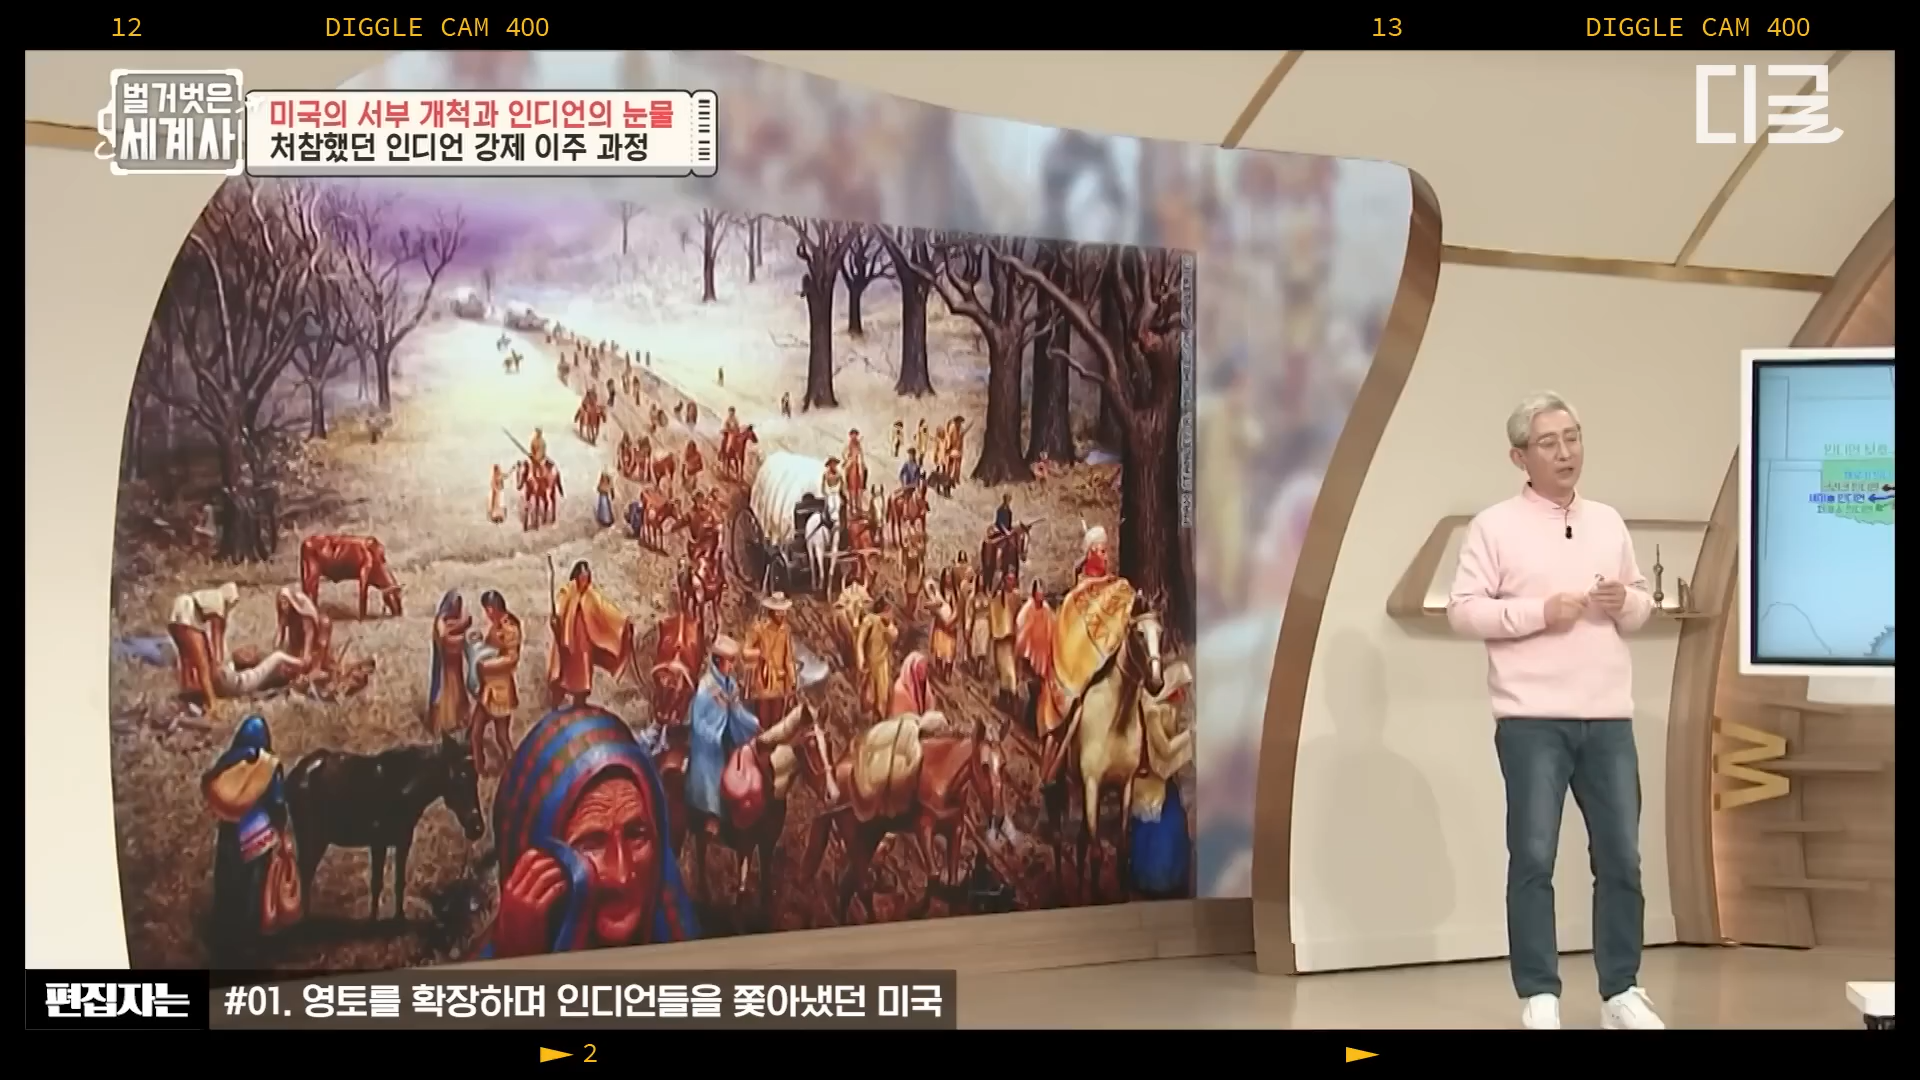 12 DIGGLE CAM 400 13 DIGGLE CAM 400
벌거벗은
세계사
미국의 서부 개척과 인디언의 눈물
처참했던 인디언 강제 이주 과정
디글
W
편집자는 #01. 영토를 확장하며 인디언들을 쫓아냈던 미국
2